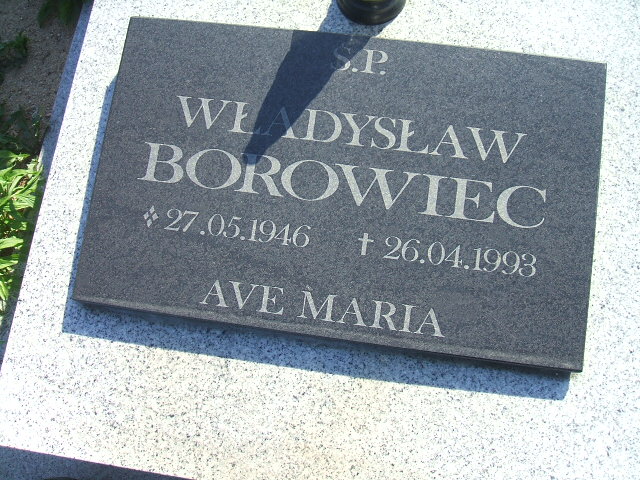 Ś.P.
WŁADYSŁAW
BOROWIEC
27.05.1946 † 26.04.1993
AVE MARIA